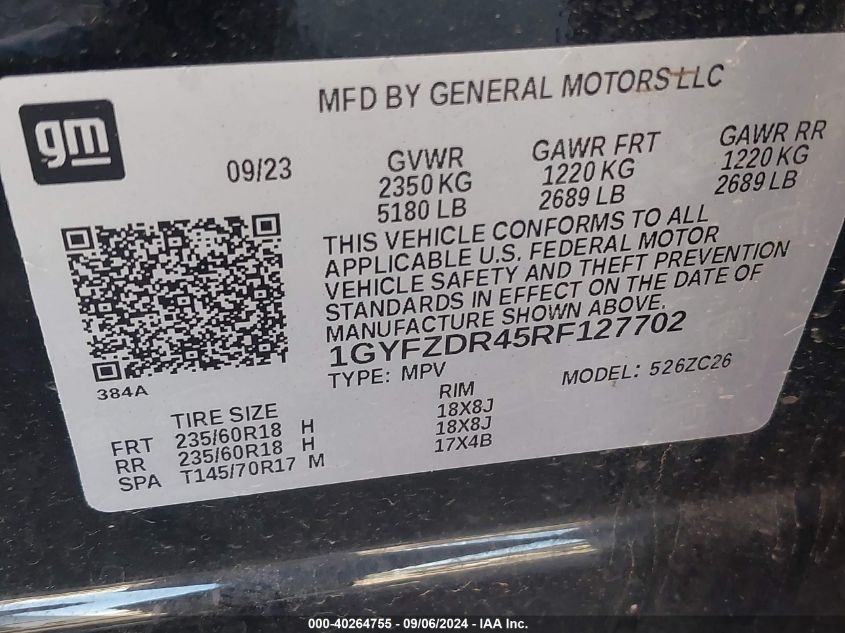 MFD BY GENERAL MOTORS LLC
gm
09/23
GVWR GAWR FRT GAWR RR
2350 KG 1220 KG 1220 KG
5180 LB 2689 LB 2689 LB
THIS VEHICLE CONFORMS TO ALL
APPLICABLE U.S. FEDERAL MOTOR
VEHICLE SAFETY AND THEFT PREVENTION
STANDARDS IN EFFECT ON THE DATE OF
MANUFACTURE SHOWN ABOVE.
1GYFZDR45RF127702
TYPE: MPV MODEL: 526ZC26
384A
TIRE SIZE RIM
FRT 235/60R18 H 18X8J
RR 235/60R18 H 18X8J
SPA T145/70R17 M 17X4B
000-40264755 - 09/06/2024 - IAA Inc.